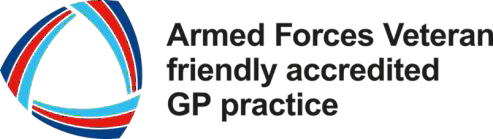 Armed Forces Veteran
friendly accredited
GP practice